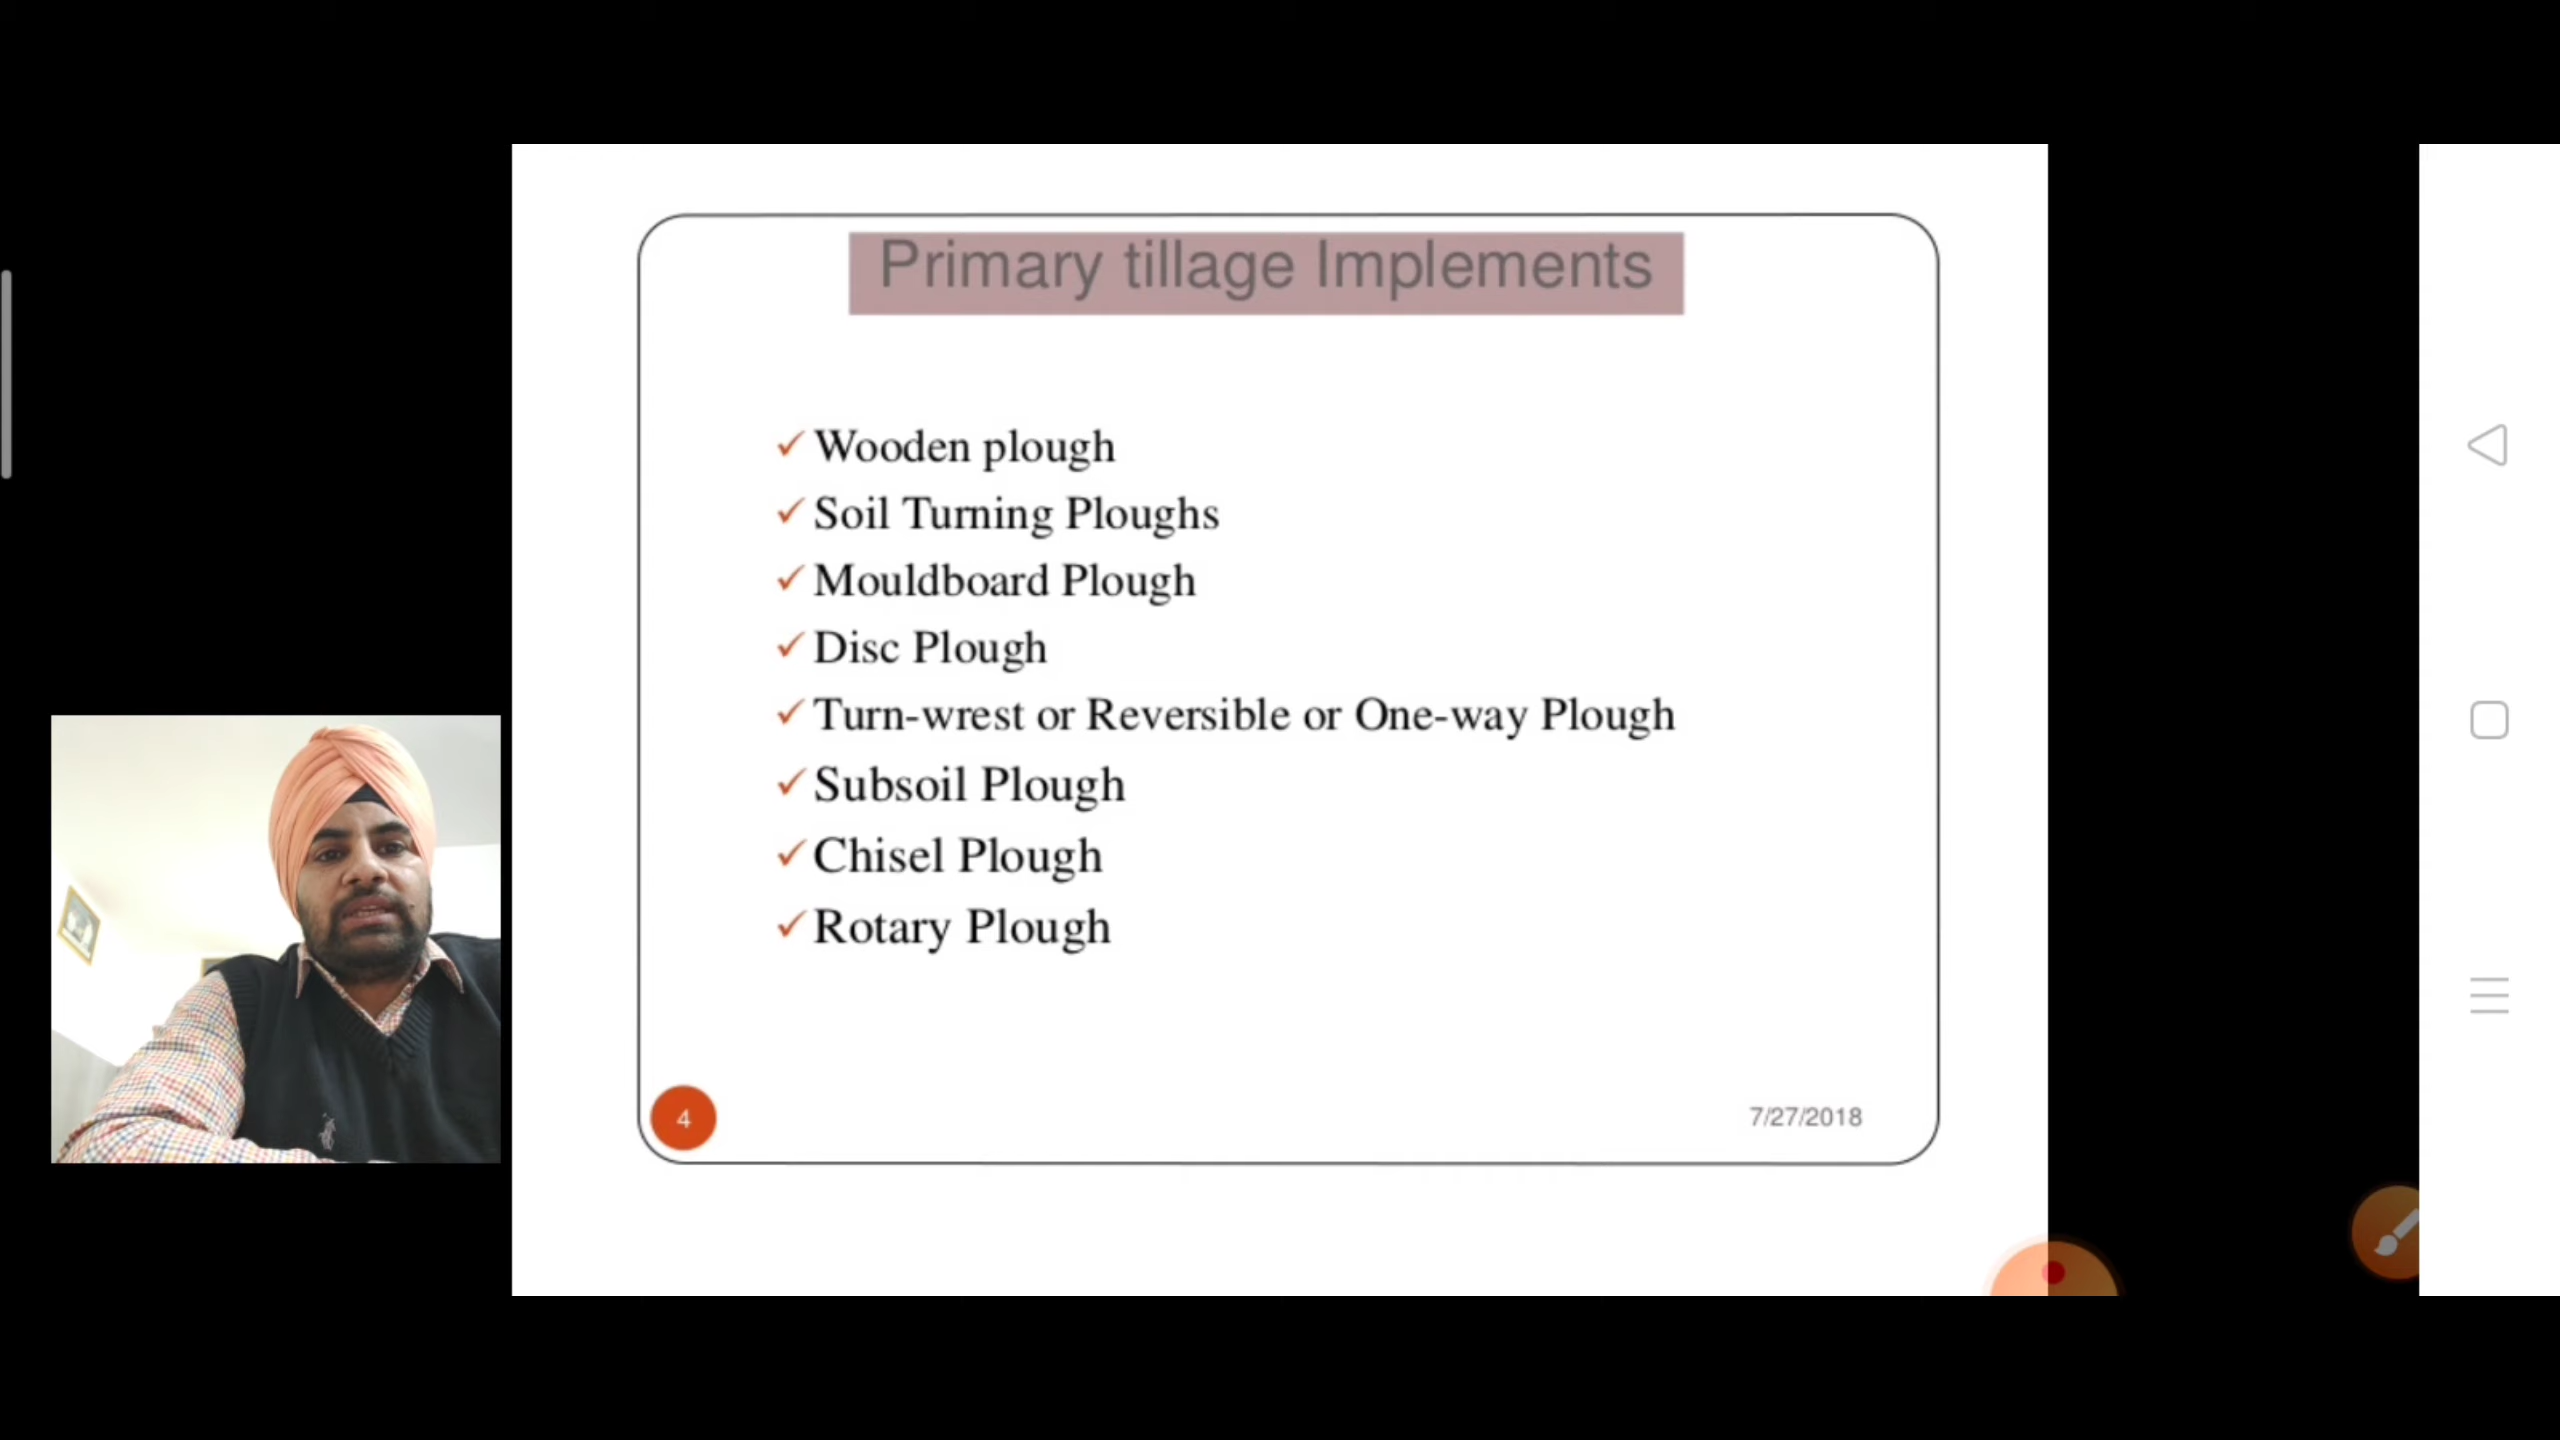 Primary tillage Implements
Wooden plough
Soil Turning Ploughs
Mouldboard Plough
Disc Plough
Turn-wrest or Reversible or One-way Plough
Subsoil Plough
Chisel Plough
Rotary Plough
4
7/27/2018